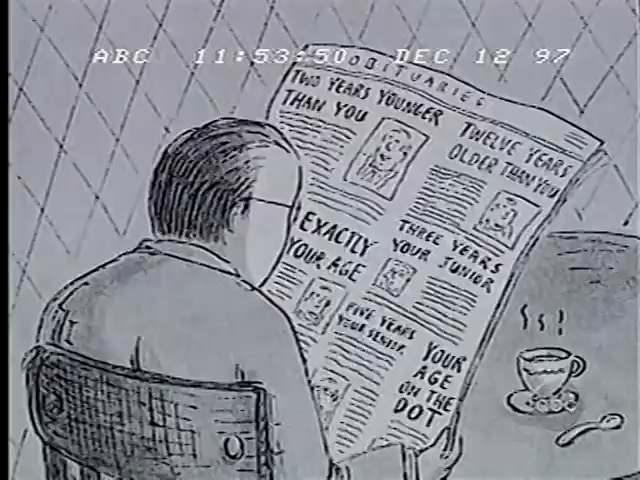 ABC 11:53:50 DEC 12 97
OBITUARIES
TWO YEARS YOUNGER
THAN YOU
TWELVE YEARS
OLDER THAN YOU
EXACTLY
YOUR AGE
THREE YEARS
YOUR JUNIOR
FIVE YEARS
YOUR SENIOR
YOUR
AGE
ON THE
DOT